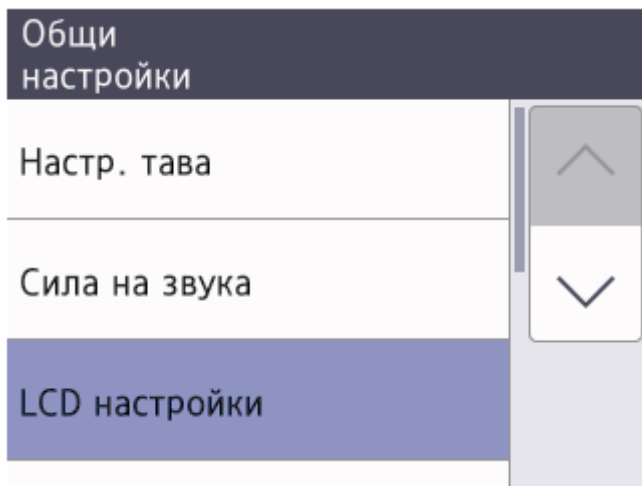 Общи
настройки
Настр. тава
Сила на звука
LCD настройки